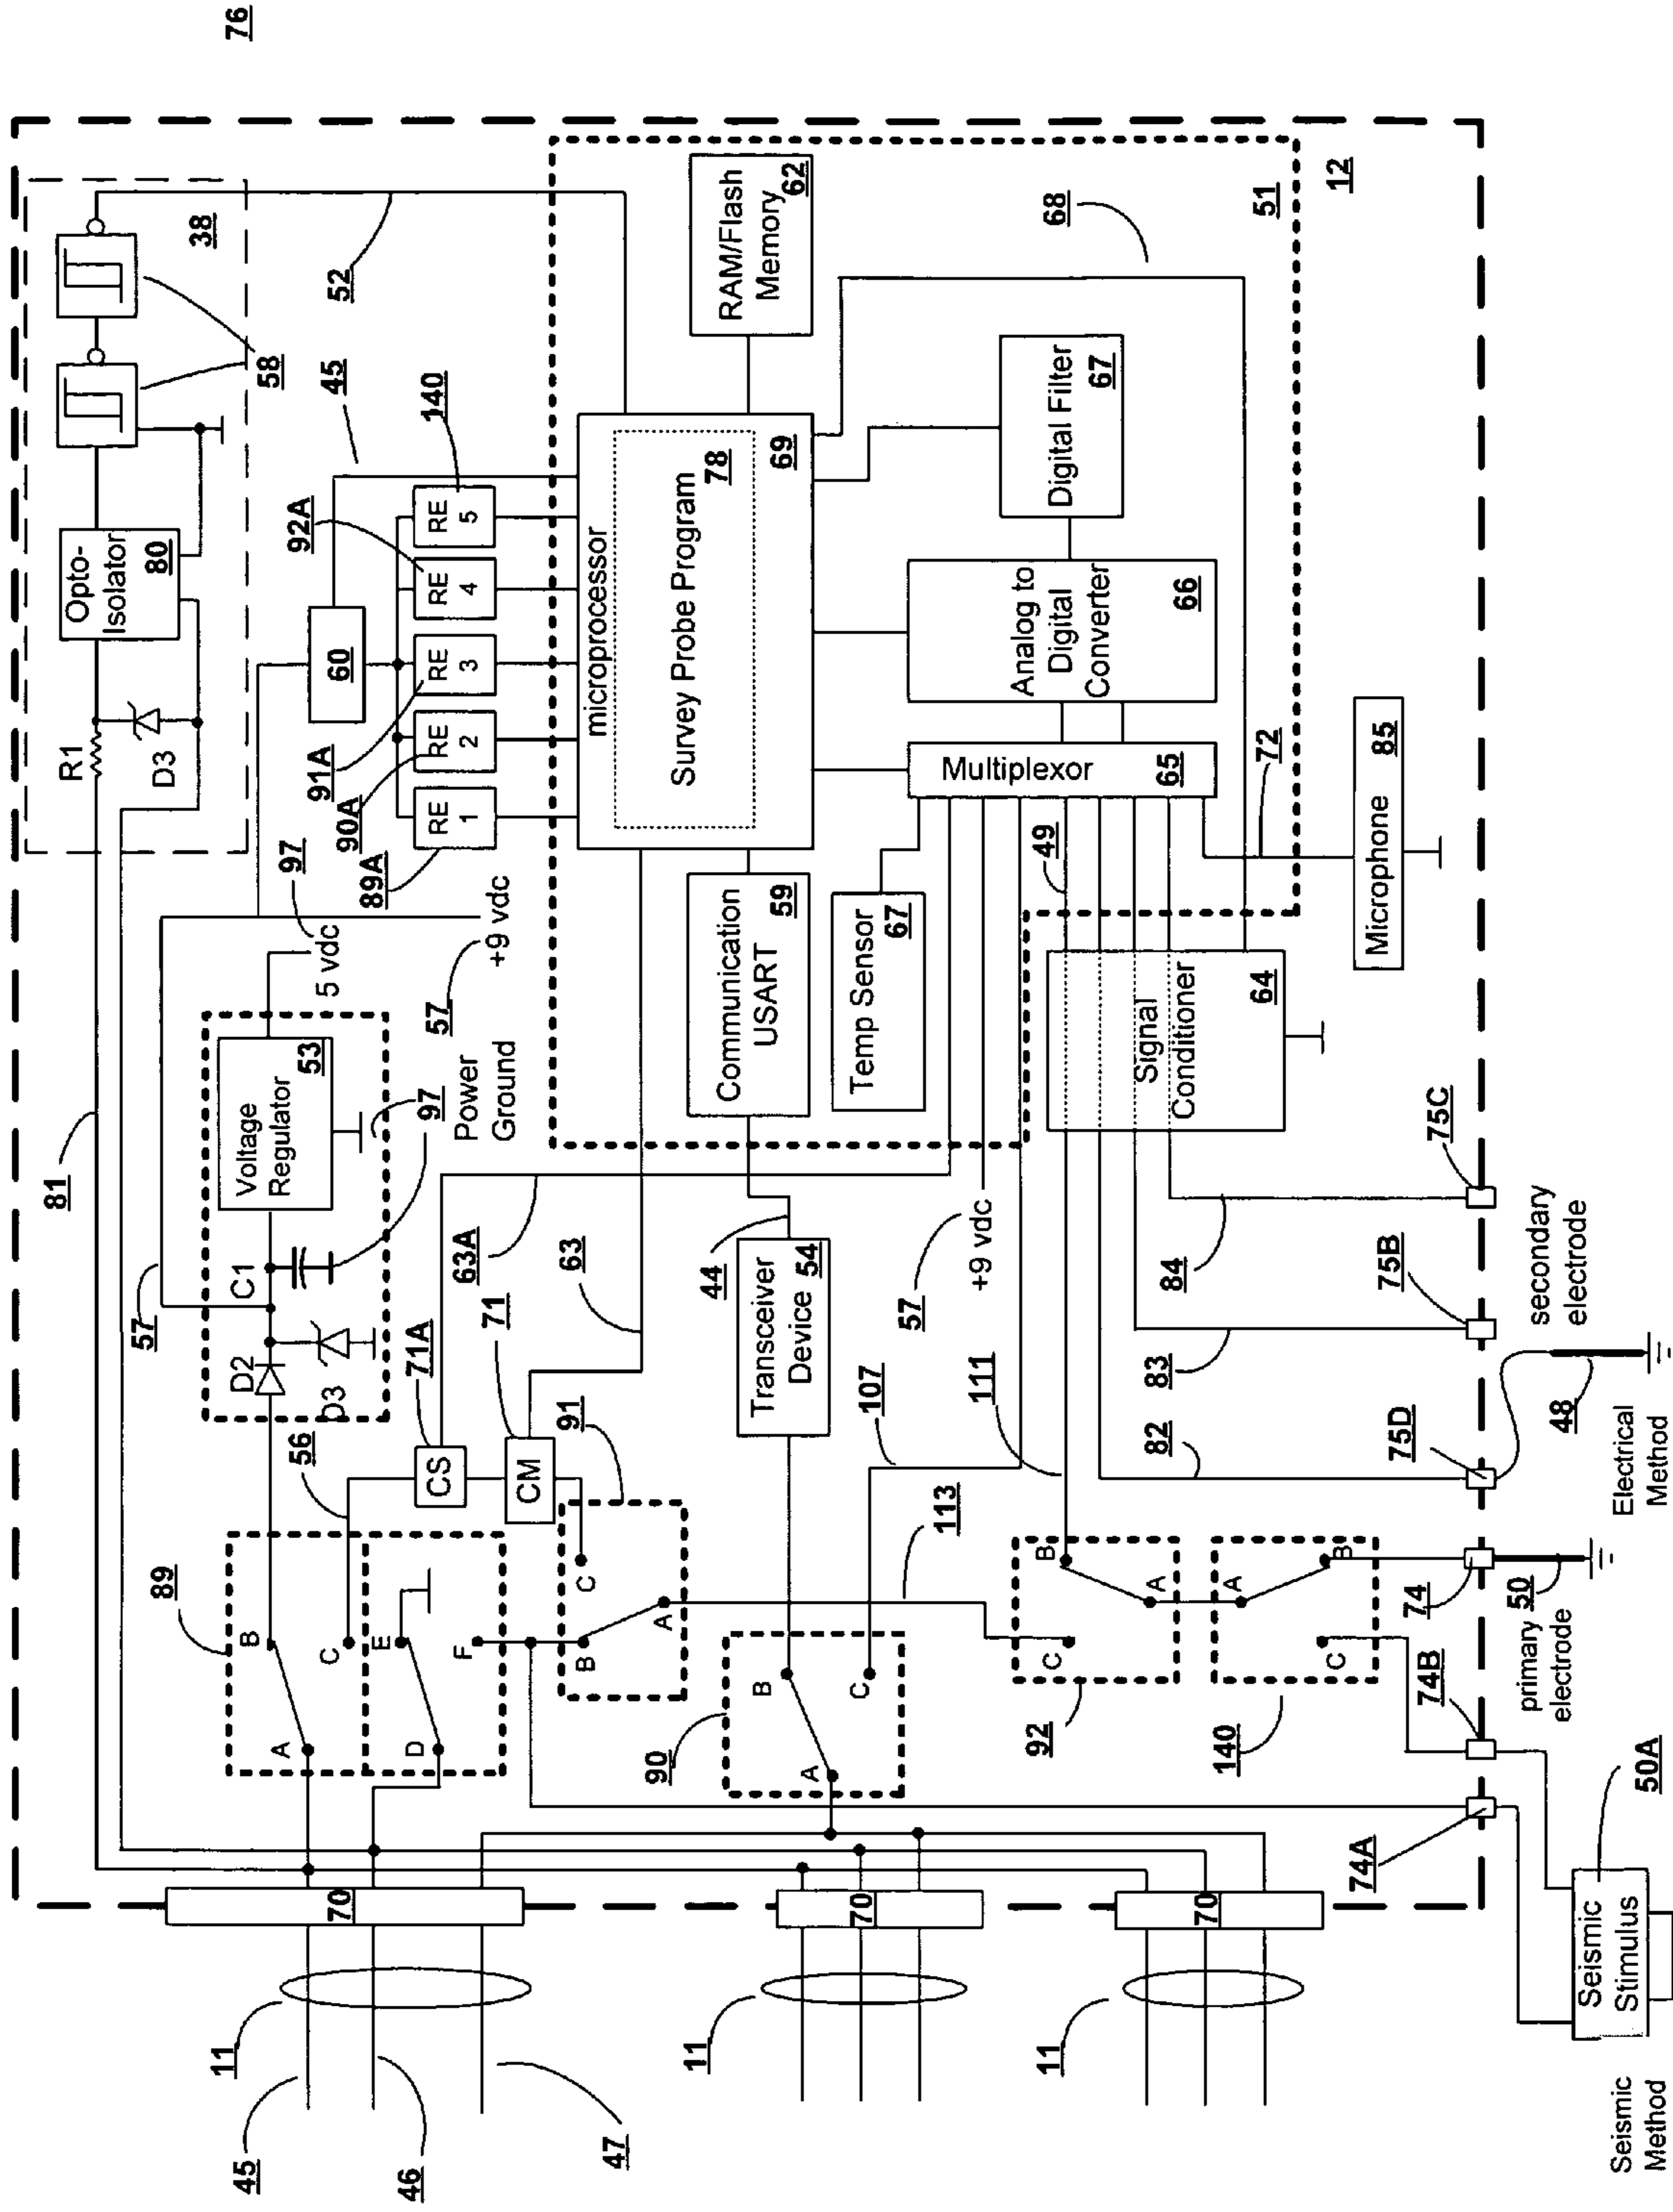 76
81
R1
D3
Opto-
Isolator
80
58
38
52
57
D2
D3
C1
Voltage
Regulator
53
97
5 vdc
97
Power
Ground
57
+9 vdc
60
45
RE
1
RE
2
RE
3
RE
4
RE
5
89A
90A
91A
92A
140
11
45
46
47
70
89
A
B
C
D
E
F
56
CS
71A
CM
71
63A
63
91
B
A
C
microprocessor
Survey Probe Program
78
69
RAM/Flash
Memory
62
Communication
USART
59
44
Transceiver
Device
54
11
70
90
A
B
C
107
57
+9 vdc
Temp Sensor
67
Multiplexor
65
Analog to
Digital
Converter
66
Digital Filter
67
68
49
72
51
12
11
70
113
111
92
C
B
A
140
A
B
C
Signal
Conditioner
64
82
83
84
Microphone
85
74A
74B
74
75D
75B
75C
50A
Seismic
Stimulus
primary
electrode
50
48
secondary
electrode
Seismic
Method
Electrical
Method